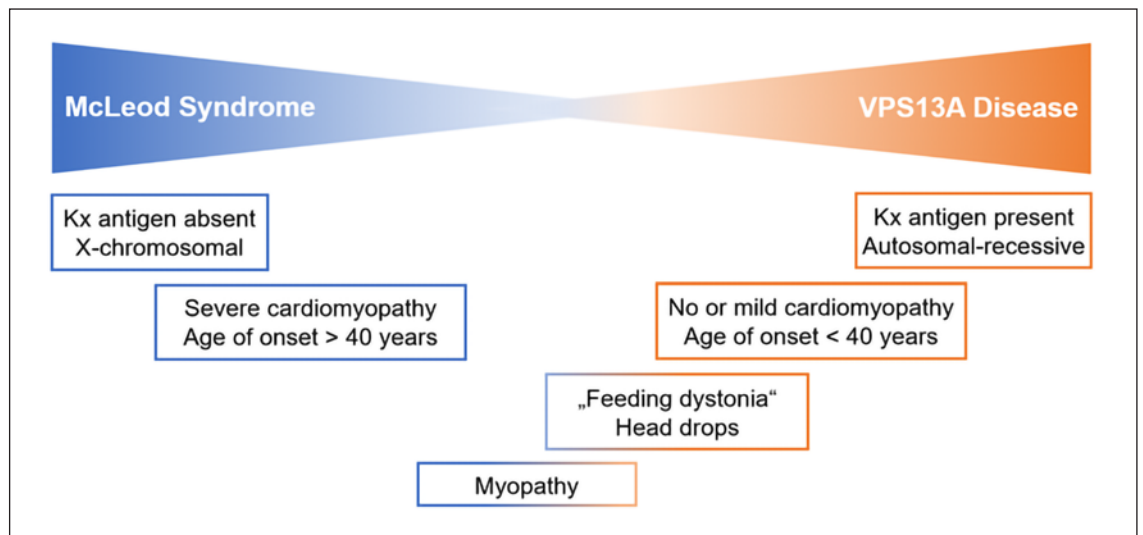 McLeod Syndrome
VPS13A Disease
Kx antigen absent
X-chromosomal
Kx antigen present
Autosomal-recessive
Severe cardiomyopathy
Age of onset > 40 years
No or mild cardiomyopathy
Age of onset < 40 years
„Feeding dystonia“
Head drops
Myopathy